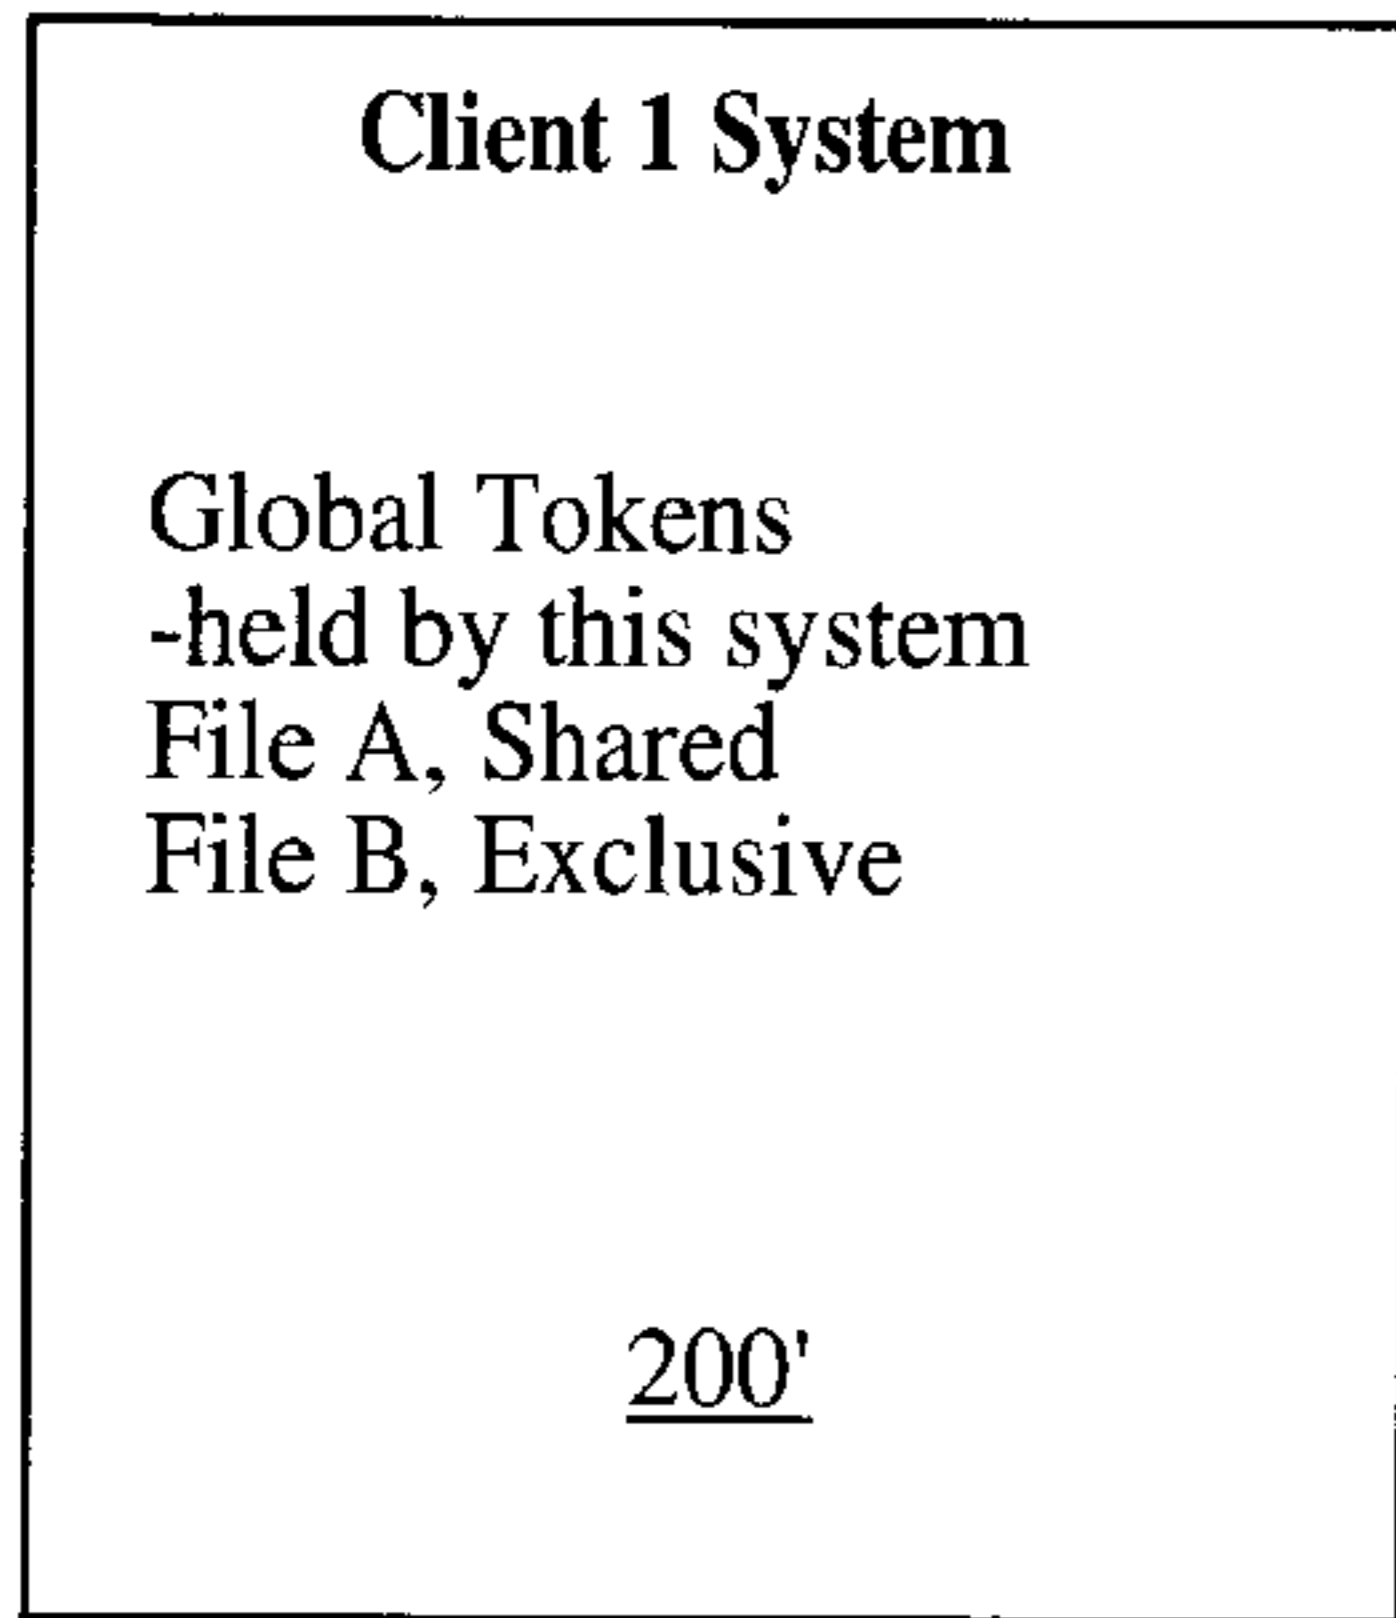 Client 1 System
Global Tokens
-held by this system
File A, Shared
File B, Exclusive
200'